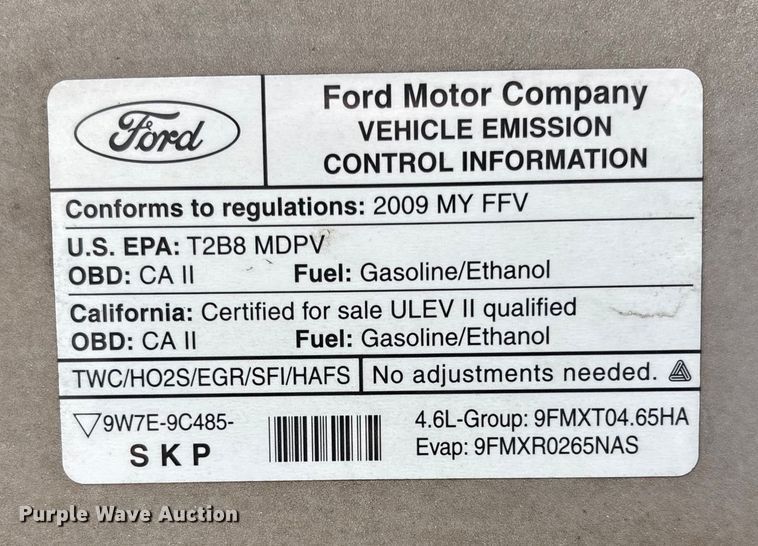 Ford
Ford Motor Company
VEHICLE EMISSION
CONTROL INFORMATION
Conforms to regulations: 2009 MY FFV
U.S. EPA: T2B8 MDPV
OBD: CA II Fuel: Gasoline/Ethanol
California: Certified for sale ULEV II qualified
OBD: CA II Fuel: Gasoline/Ethanol
TWC/HO2S/EGR/SFI/HAFS No adjustments needed.
9W7E-9C485-
SKP
4.6L-Group: 9FMXT04.65HA
Evap: 9FMXR0265NAS
Purple Wave Auction